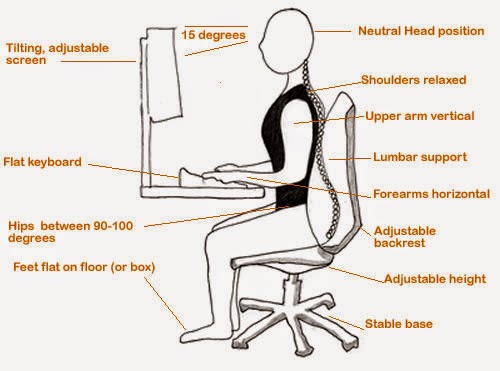 15 degrees
Neutral Head position
Tilting, adjustable
screen
Shoulders relaxed
Upper arm vertical
Flat keyboard
Lumbar support
Forearms horizontal
Hips between 90-100
degrees
Adjustable
backrest
Feet flat on floor (or box)
Adjustable height
Stable base